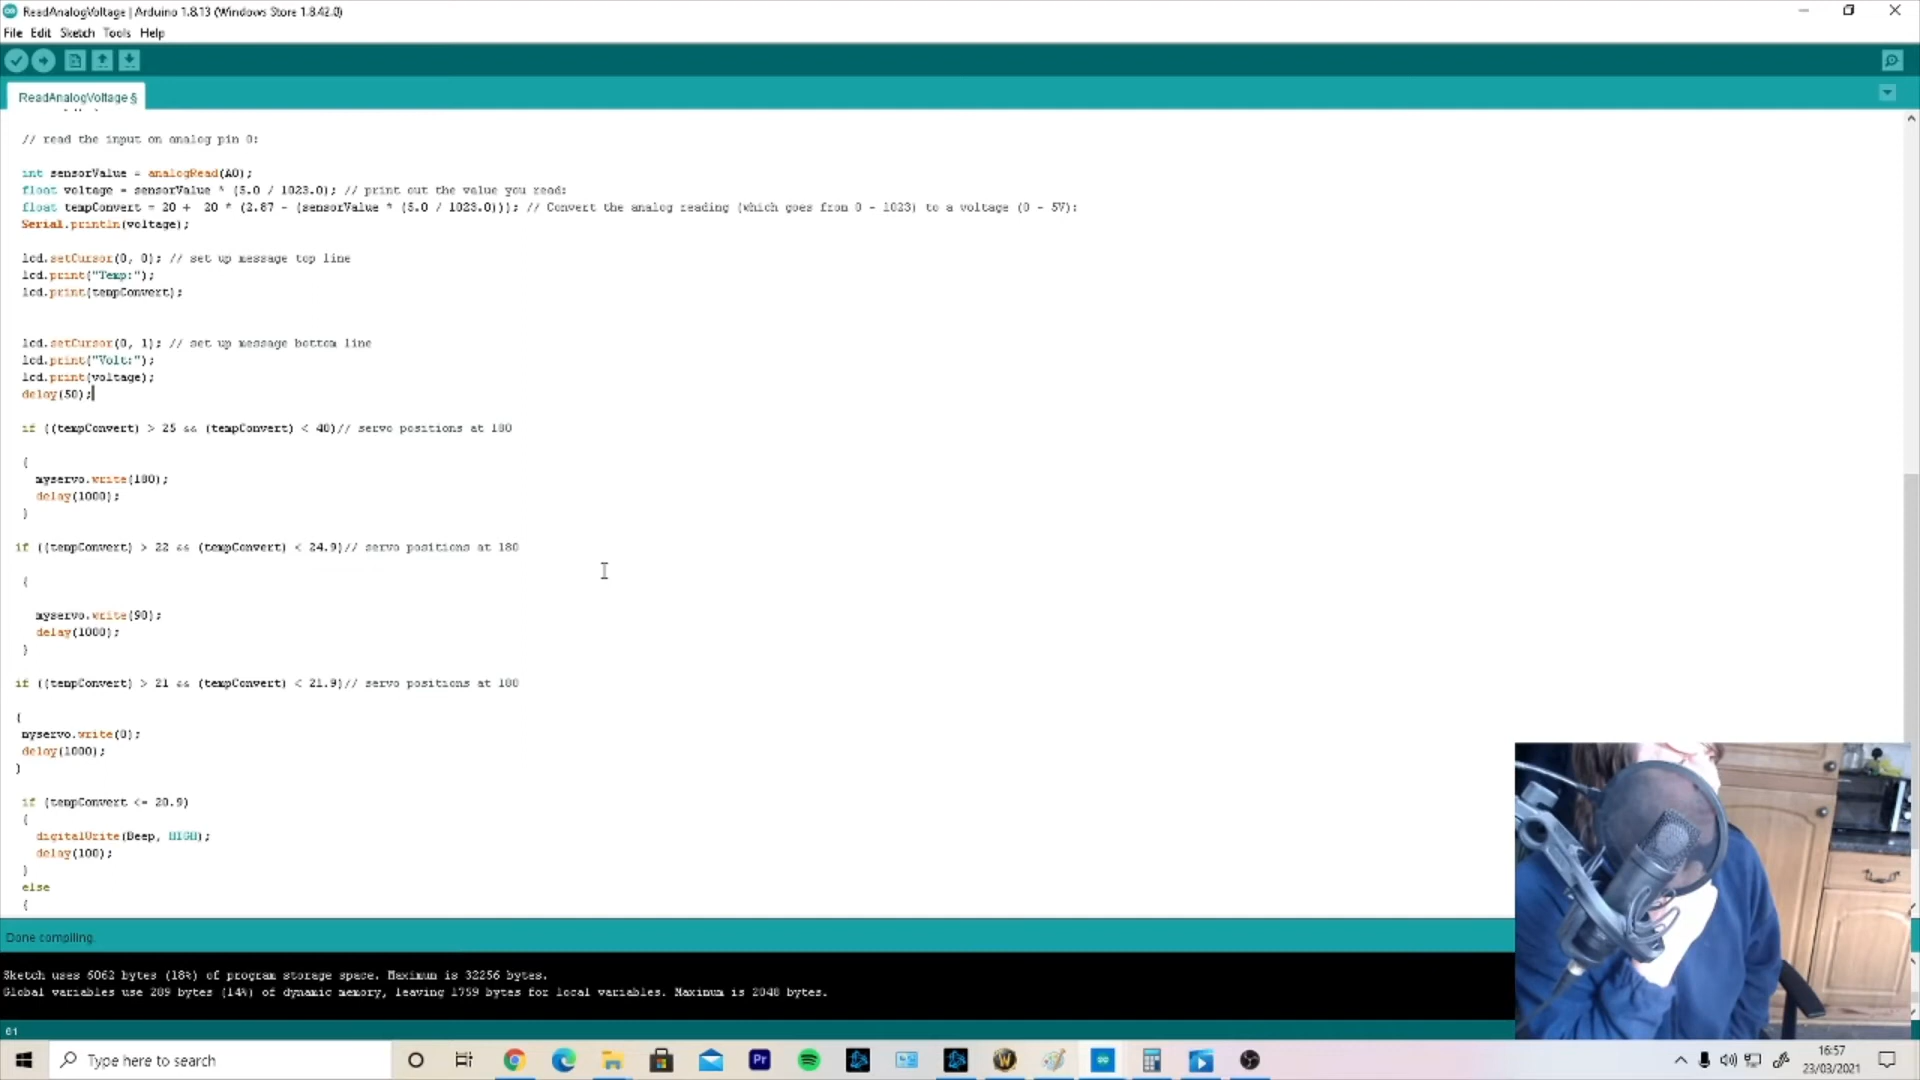 ReadAnalogVoltage | Arduino 1.8.13 (Windows Store 1.8.42.0)
File Edit Sketch Tools Help
ReadAnalogVoltage §
// read the input on analog pin 0:
int sensorValue = analogRead(A0);
float voltage = sensorValue * (5.0 / 1023.0); // print out the value you read:
float tempConvert = 20 + 20 * (2.87 - (sensorValue * (5.0 / 1023.0))); // Convert the analog reading (which goes from 0 - 1023) to a voltage (0 - 5V):
Serial.println(voltage);
lcd.setCursor(0, 0); // set up message top line
lcd.print("Temp:");
lcd.print(tempConvert);
lcd.setCursor(0, 1); // set up message bottom line
lcd.print("Volt:");
lcd.print(voltage);
delay(50);
if ((tempConvert) > 25 && (tempConvert) < 40)// servo positions at 180
{
myservo.write(180);
delay(1000);
}
if ((tempConvert) > 22 && (tempConvert) < 24.9)// servo positions at 180
{
myservo.write(90);
delay(1000);
}
if ((tempConvert) > 21 && (tempConvert) < 21.9)// servo positions at 180
{
myservo.write(0);
delay(1000);
}
if (tempConvert <= 20.9)
{
digitalWrite(Beep, HIGH);
delay(100);
}
else
{
Done compiling.
Sketch uses 6062 bytes (18%) of program storage space. Maximum is 32256 bytes.
Global variables use 289 bytes (14%) of dynamic memory, leaving 1759 bytes for local variables. Maximum is 2048 bytes.
61
Type here to search
Pr
W
16:57
23/03/2021